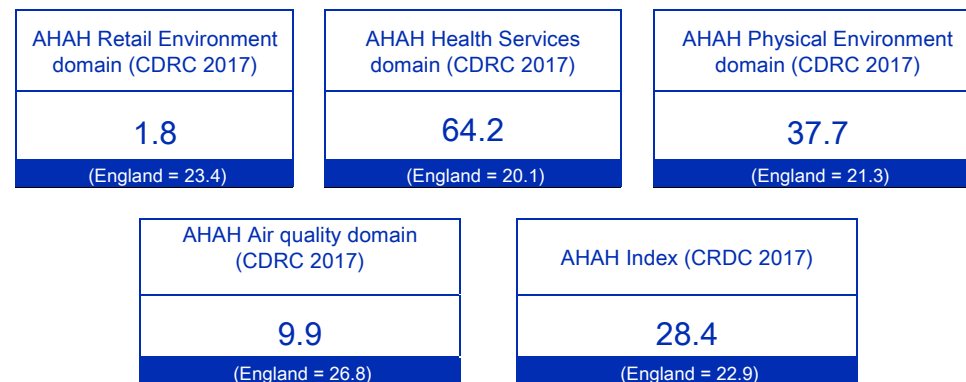 AHAH Retail Environment
domain (CDRC 2017)
1.8
(England = 23.4)
AHAH Health Services
domain (CDRC 2017)
64.2
(England = 20.1)
AHAH Physical Environment
domain (CDRC 2017)
37.7
(England = 21.3)
AHAH Air quality domain
(CDRC 2017)
9.9
(England = 26.8)
AHAH Index (CRDC 2017)
28.4
(England = 22.9)